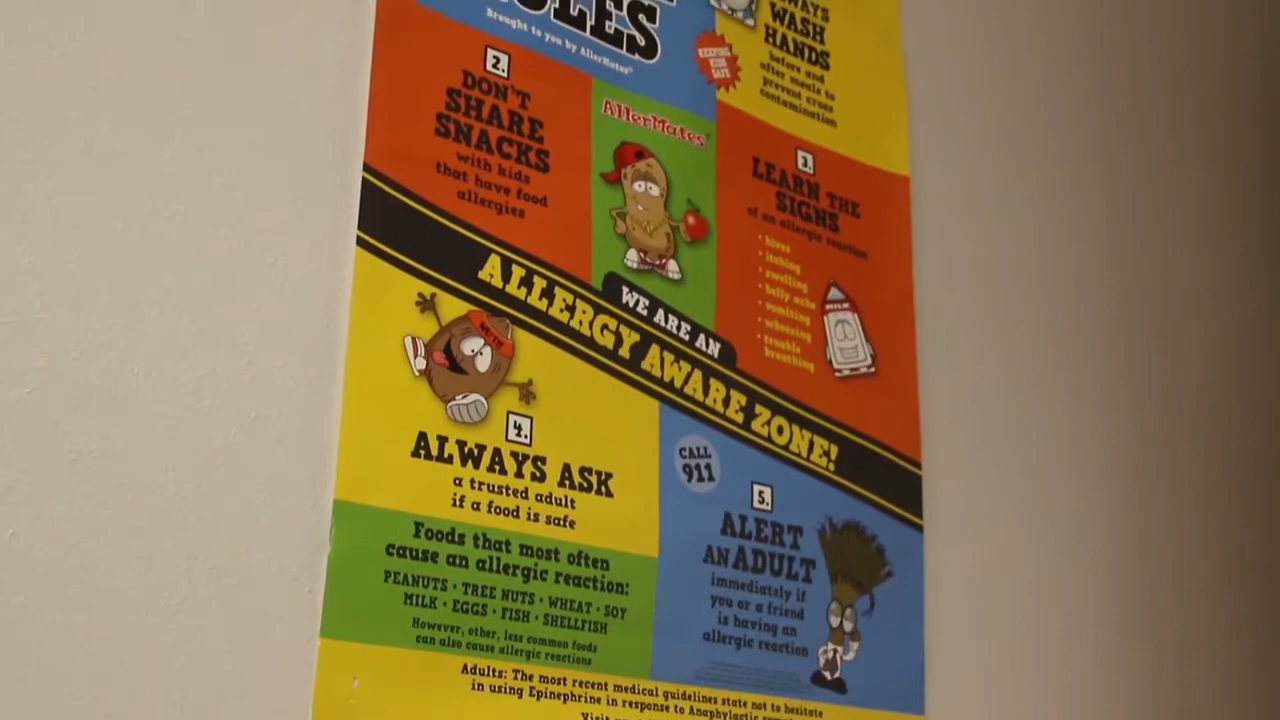 RULES
Brought to you by AllerMates™
KEEPING
KIDS
SAFE
ALWAYS
WASH
HANDS
before and
after meals to
prevent cross
contamination
2.
DON'T
SHARE
SNACKS
with kids
that have food
allergies
AllerMates
3.
LEARN THE
SIGNS
of an allergic reaction
• hives
• itching
• swelling
• belly ache
• vomiting
• wheezing
• trouble
breathing
MILK
WE ARE AN
ALLERGY AWARE ZONE!
NUTS
4.
ALWAYS ASK
a trusted adult
if a food is safe
Foods that most often
cause an allergic reaction:
PEANUTS • TREE NUTS • WHEAT • SOY
MILK • EGGS • FISH • SHELLFISH
However, other, less common foods
can also cause allergic reactions
CALL
911
5.
ALERT
AN ADULT
immediately if
you or a friend
is having an
allergic reaction
Adults: The most recent medical guidelines state not to hesitate
in using Epinephrine in response to Anaphylactic
Visit